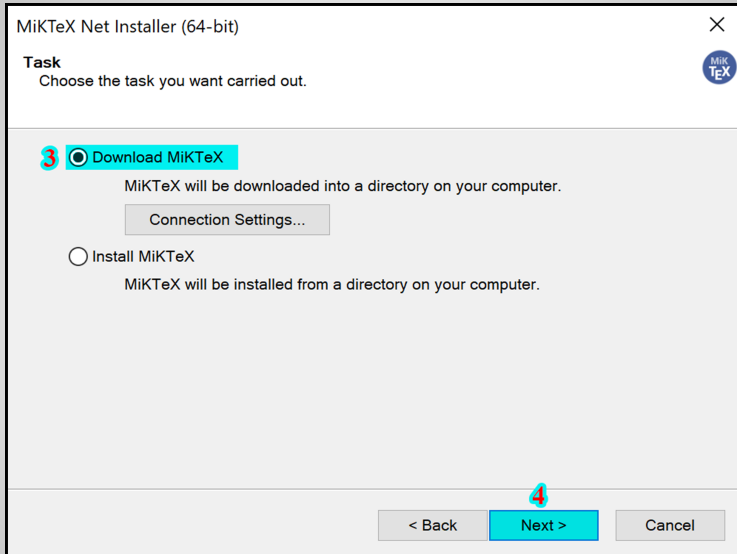 MiKTeX Net Installer (64-bit)
Task
Choose the task you want carried out.
MiK
TEX
3 Download MiKTeX
MiKTeX will be downloaded into a directory on your computer.
Connection Settings...
Install MiKTeX
MiKTeX will be installed from a directory on your computer.
4
< Back Next > Cancel